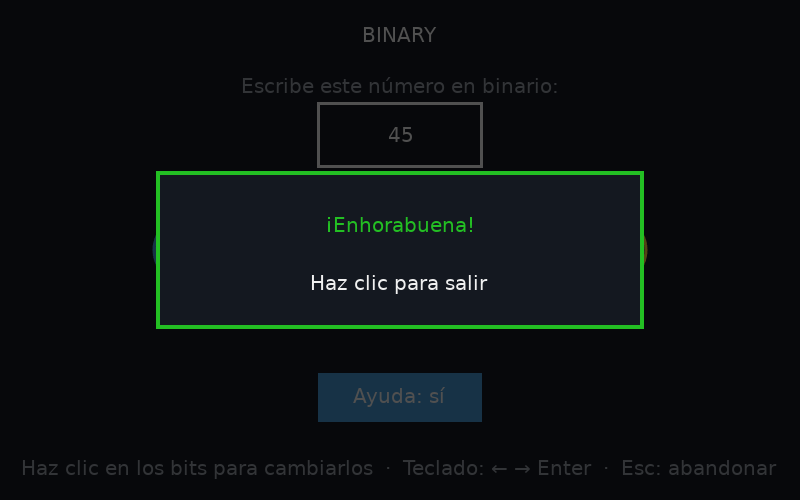 BINARY
Escribe este número en binario:
45
¡Enhorabuena!
Haz clic para salir
Ayuda: sí
Haz clic en los bits para cambiarlos · Teclado: ← → Enter · Esc: abandonar